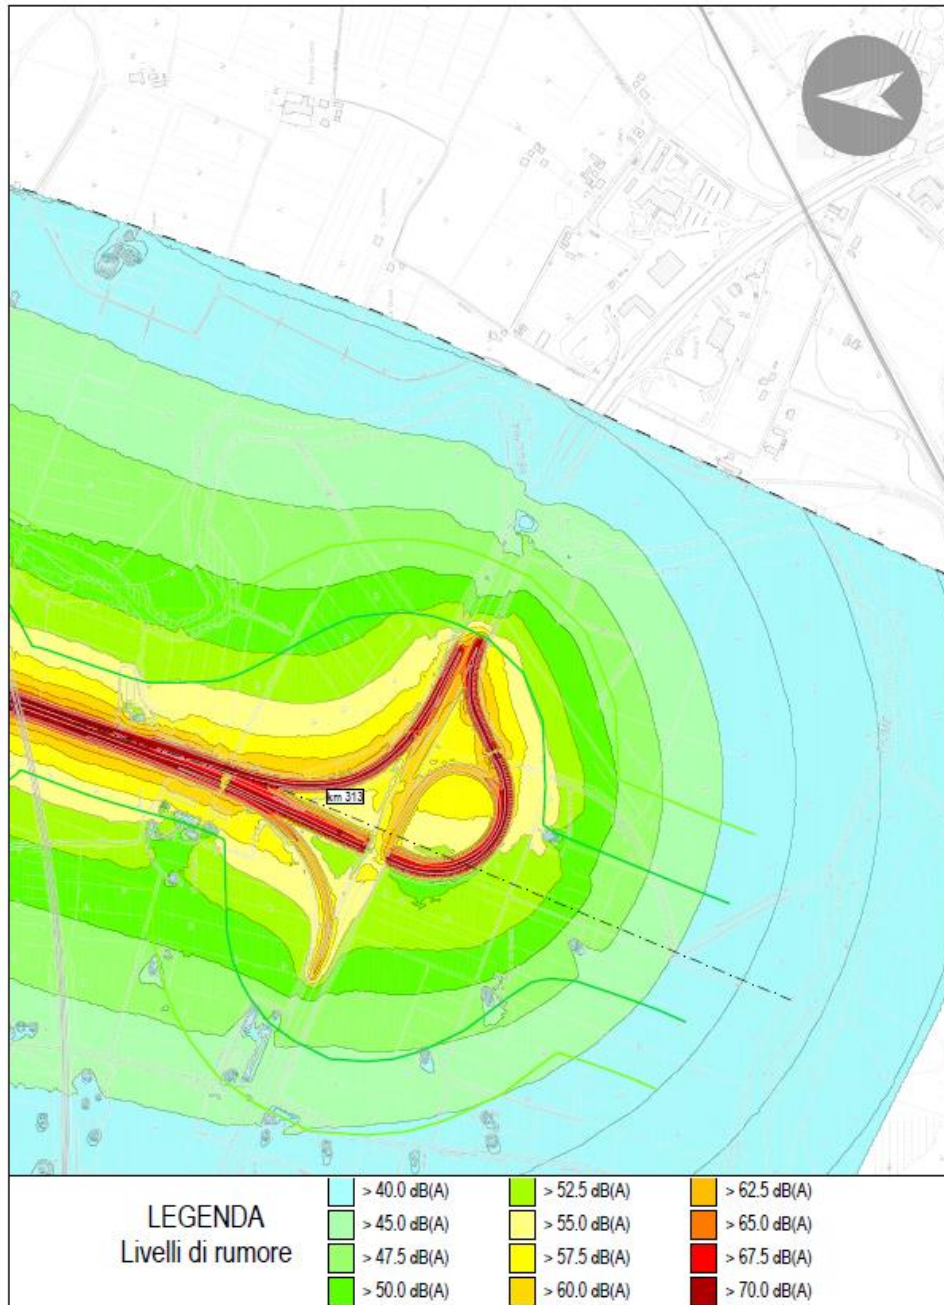 km 313
LEGENDA
Livelli di rumore
> 40.0 dB(A)
> 45.0 dB(A)
> 47.5 dB(A)
> 50.0 dB(A)
> 52.5 dB(A)
> 55.0 dB(A)
> 57.5 dB(A)
> 60.0 dB(A)
> 62.5 dB(A)
> 65.0 dB(A)
> 67.5 dB(A)
> 70.0 dB(A)